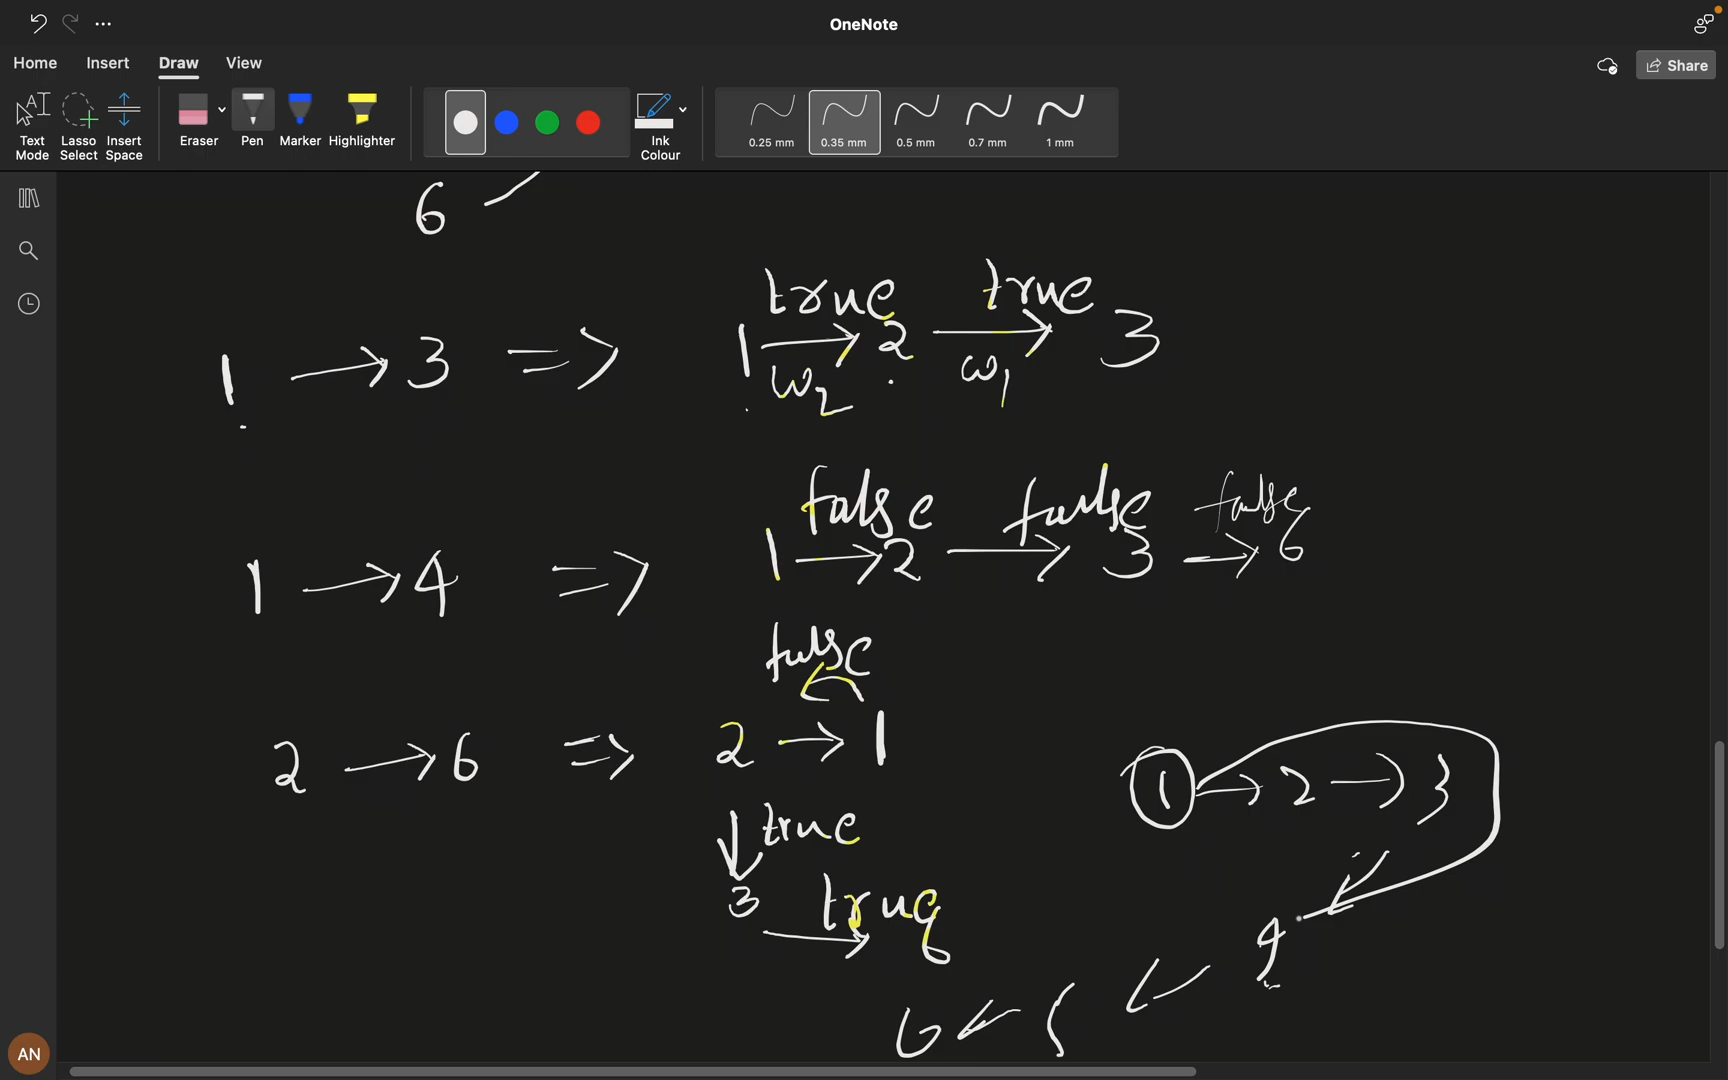 OneNote
Home Insert Draw View
Share
Text Mode
Lasso Select
Insert Space
Eraser
Pen
Marker
Highlighter
Ink Colour
0.25 mm
0.35 mm
0.5 mm
0.7 mm
1 mm
6
true true
1 → 3 => 1 → 2 → 3
w2 w1
false false false
1 → 4 => 1 → 2 → 3 → 6
false
2 → 6 => 2 → 1
1 → 2 → 3
↓ true
3 → true
6
4
6 ← 5 ←
AN